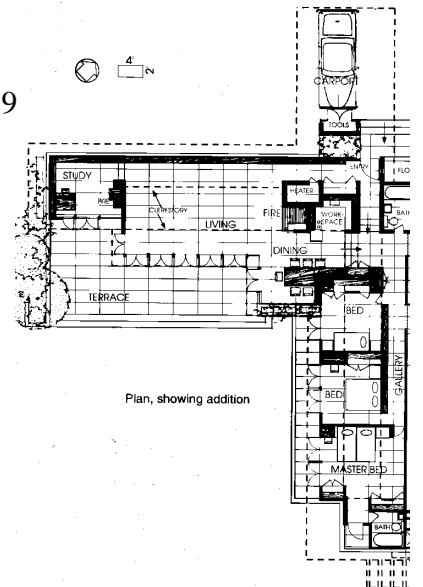 4'
2'
9
CARPORT
TOOLS
ENTRY
FLO
STUDY
FIRE
CLERESTORY
LIVING
HEATER
FIRE
WORK-
SPACE
BATH
DINING
TERRACE
BED
GALLERY
BED
Plan, showing addition
MASTER BED
BATH